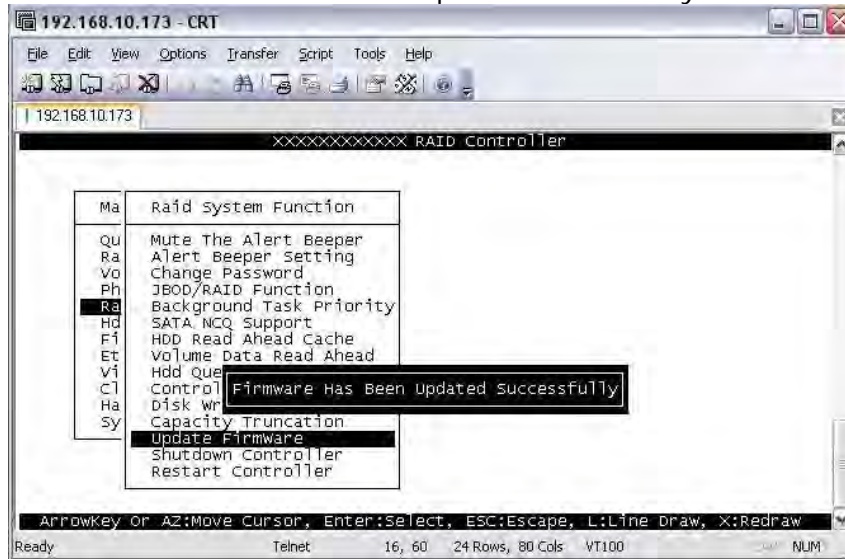 192.168.10.173 - CRT
File Edit View Options Transfer Script Tools Help
192.168.10.173
XXXXXXXXXXXX RAID Controller
Ma
Raid System Function
Qu
Mute The Alert Beeper
Ra
Alert Beeper Setting
Vo
Change Password
Ph
JBOD/RAID Function
Ra
Background Task Priority
Hd
SATA NCQ Support
Fi
HDD Read Ahead Cache
Et
Volume Data Read Ahead
Vi
Hdd Que
Cl
Control
Firmware Has Been Updated Successfully
Ha
Disk Wr
Sy
Capacity Truncation
Update Firmware
Shutdown Controller
Restart Controller
ArrowKey Or AZ:Move Cursor, Enter:Select, ESC:Escape, L:Line Draw, X:Redraw
Ready Telnet 16, 60 24 Rows, 80 Cols VT100 NUM